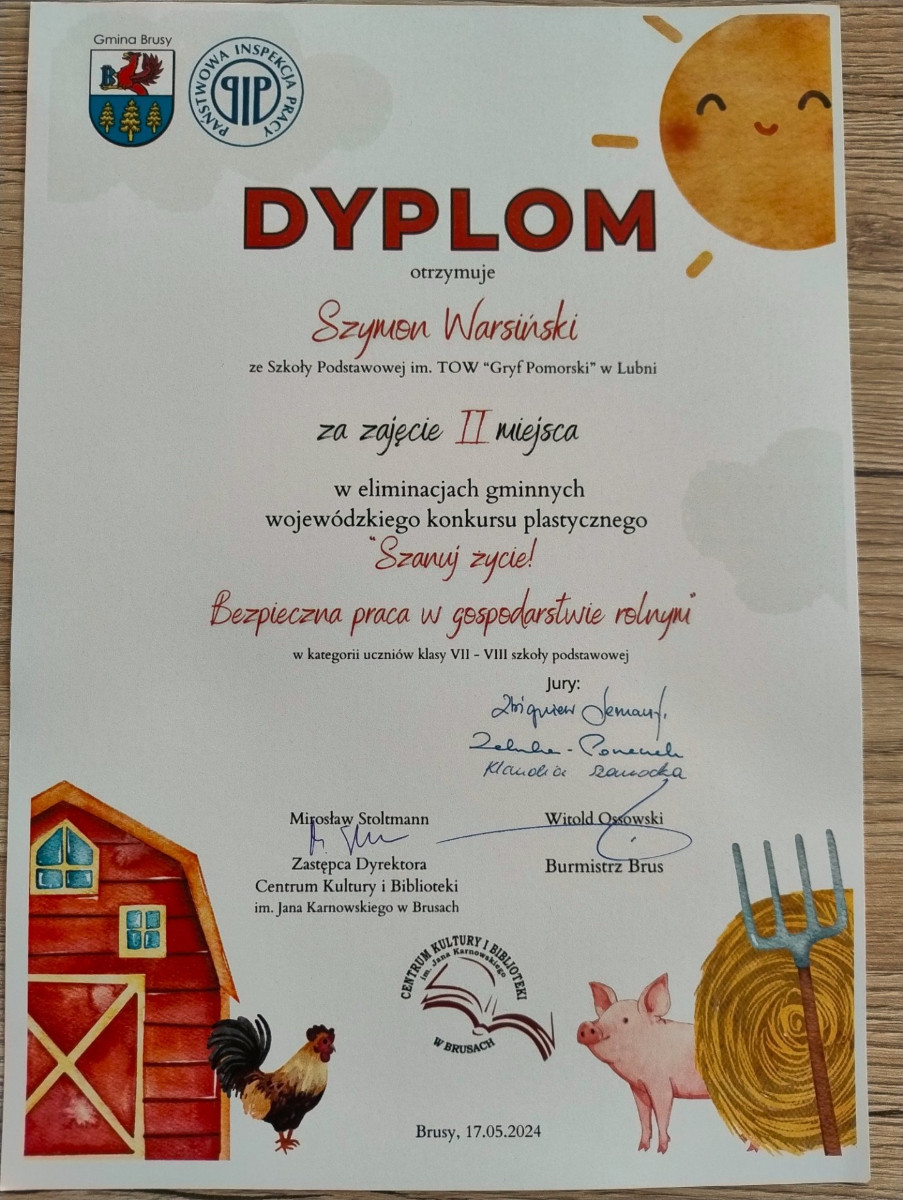 Gmina Brusy
PAŃSTWOWA INSPEKCJA PRACY
PIP
DYPLOM
otrzymuje
Szymon Warsiński
ze Szkoły Podstawowej im. TOW “Gryf Pomorski” w Lubni
za zajęcie II miejsca
w eliminacjach gminnych
wojewódzkiego konkursu plastycznego
"Szanuj życie!
Bezpieczna praca w gospodarstwie rolnym"
w kategorii uczniów klasy VII - VIII szkoły podstawowej
Jury:
Zbigniew
Klaudia
Mirosław Stoltmann
Witold Ossowski
Zastępca Dyrektora
Burmistrz Brus
Centrum Kultury i Biblioteki
im. Jana Karnowskiego w Brusach
CENTRUM KULTURY I BIBLIOTEKI
im. Jana Karnowskiego
W BRUSACH
Brusy, 17.05.2024